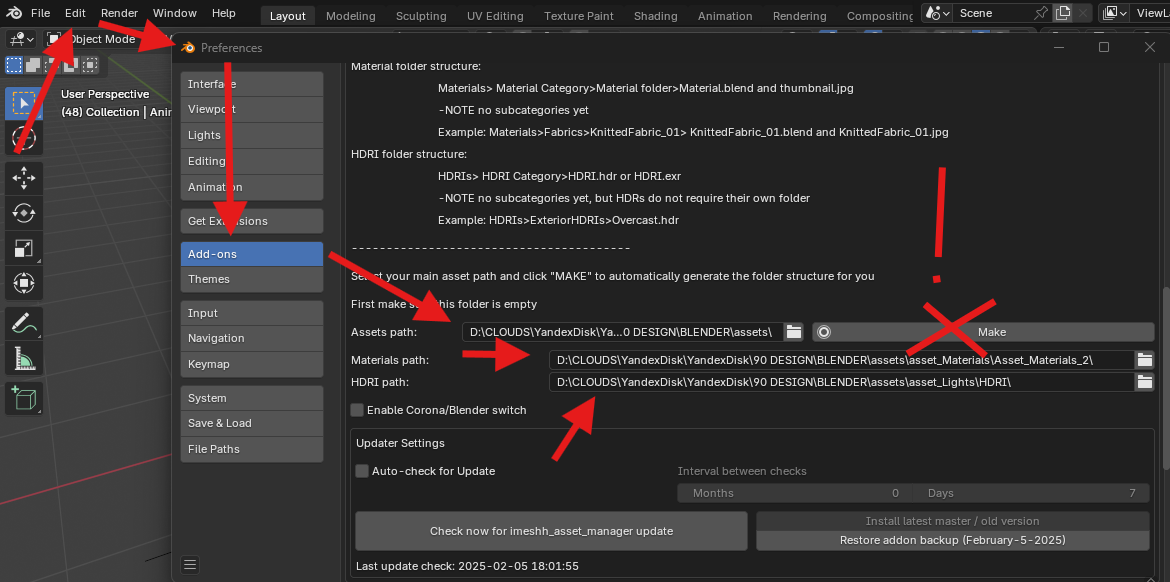 File Edit Render Window Help Layout Modeling Sculpting UV Editing Texture Paint Shading Animation Rendering Compositing Scene ViewL
Object Mode
Preferences
User Perspective
(48) Collection | Ani
Interface
Viewport
Lights
Editing
Animation
Get Extensions
Add-ons
Themes
Input
Navigation
Keymap
System
Save & Load
File Paths
Material folder structure:
Materials> Material Category>Material folder>Material.blend and thumbnail.jpg
-NOTE no subcategories yet
Example: Materials>Fabrics>KnittedFabric_01> KnittedFabric_01.blend and KnittedFabric_01.jpg
HDRI folder structure:
HDRIs> HDRI Category>HDRI.hdr or HDRI.exr
-NOTE no subcategories yet, but HDRs do not require their own folder
Example: HDRIs>ExteriorHDRIs>Overcast.hdr
----------------------------------------
Select your main asset path and click "MAKE" to automatically generate the folder structure for you
First make sure this folder is empty
Assets path: D:\CLOUDS\YandexDisk\Ya...0 DESIGN\BLENDER\assets\ Make
Materials path: D:\CLOUDS\YandexDisk\YandexDisk\90 DESIGN\BLENDER\assets\asset_Materials\Asset_Materials_2\
HDRI path: D:\CLOUDS\YandexDisk\YandexDisk\90 DESIGN\BLENDER\assets\asset_Lights\HDRI\
Enable Corona/Blender switch
Updater Settings
Auto-check for Update Interval between checks
Months 0 Days 7
Check now for imeshh_asset_manager update
Install latest master / old version
Restore addon backup (February-5-2025)
Last update check: 2025-02-05 18:01:55